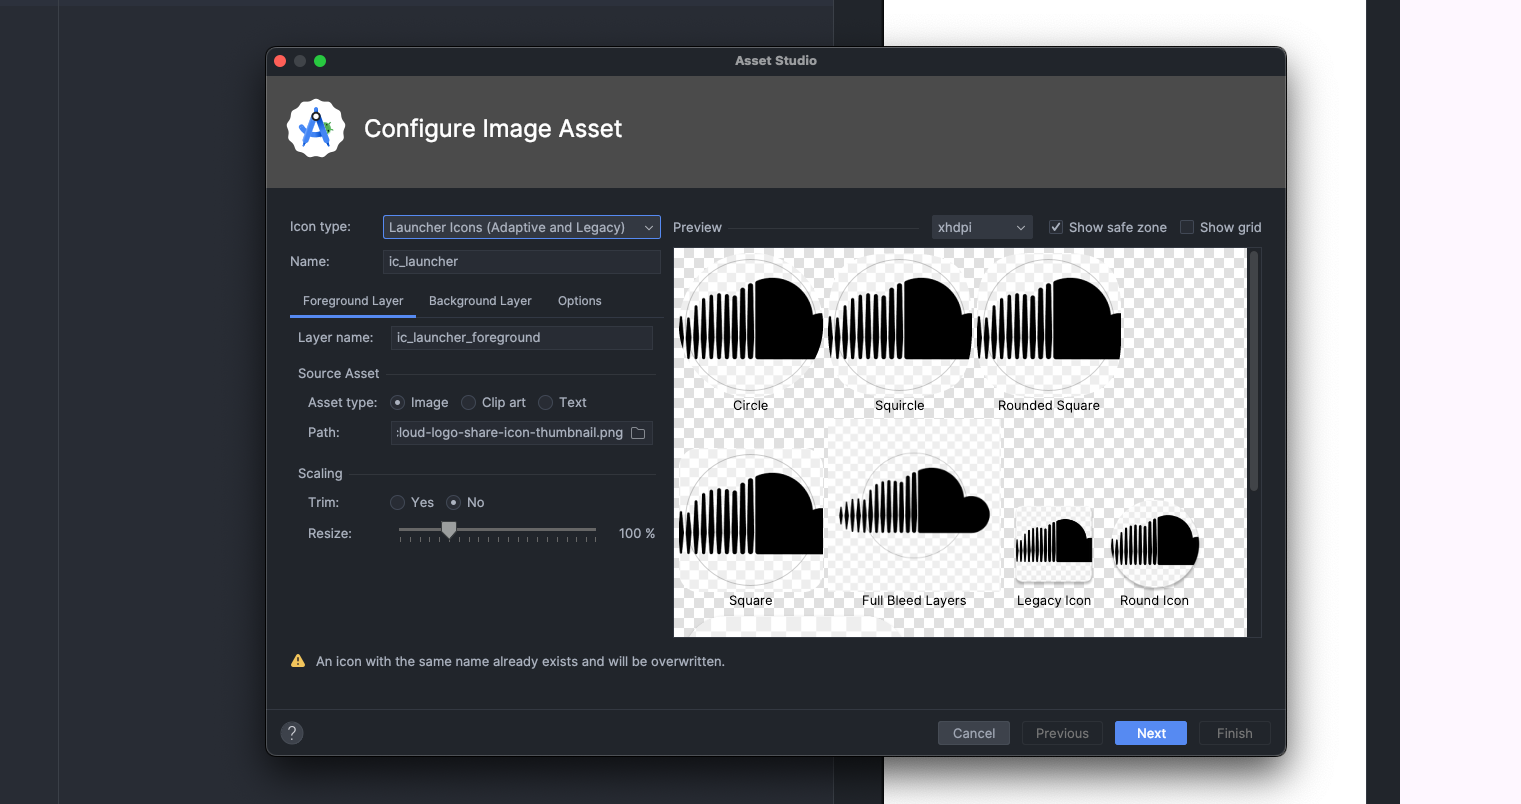 Asset Studio
Configure Image Asset
Icon type:
Launcher Icons (Adaptive and Legacy)
Name:
ic_launcher
Foreground Layer
Background Layer
Options
Layer name:
ic_launcher_foreground
Source Asset
Asset type:
Image
Clip art
Text
Path:
:loud-logo-share-icon-thumbnail.png
Scaling
Trim:
Yes
No
Resize:
100 %
Preview
xhdpi
Show safe zone
Show grid
Circle
Squircle
Rounded Square
Square
Full Bleed Layers
Legacy Icon
Round Icon
An icon with the same name already exists and will be overwritten.
?
Cancel
Previous
Next
Finish